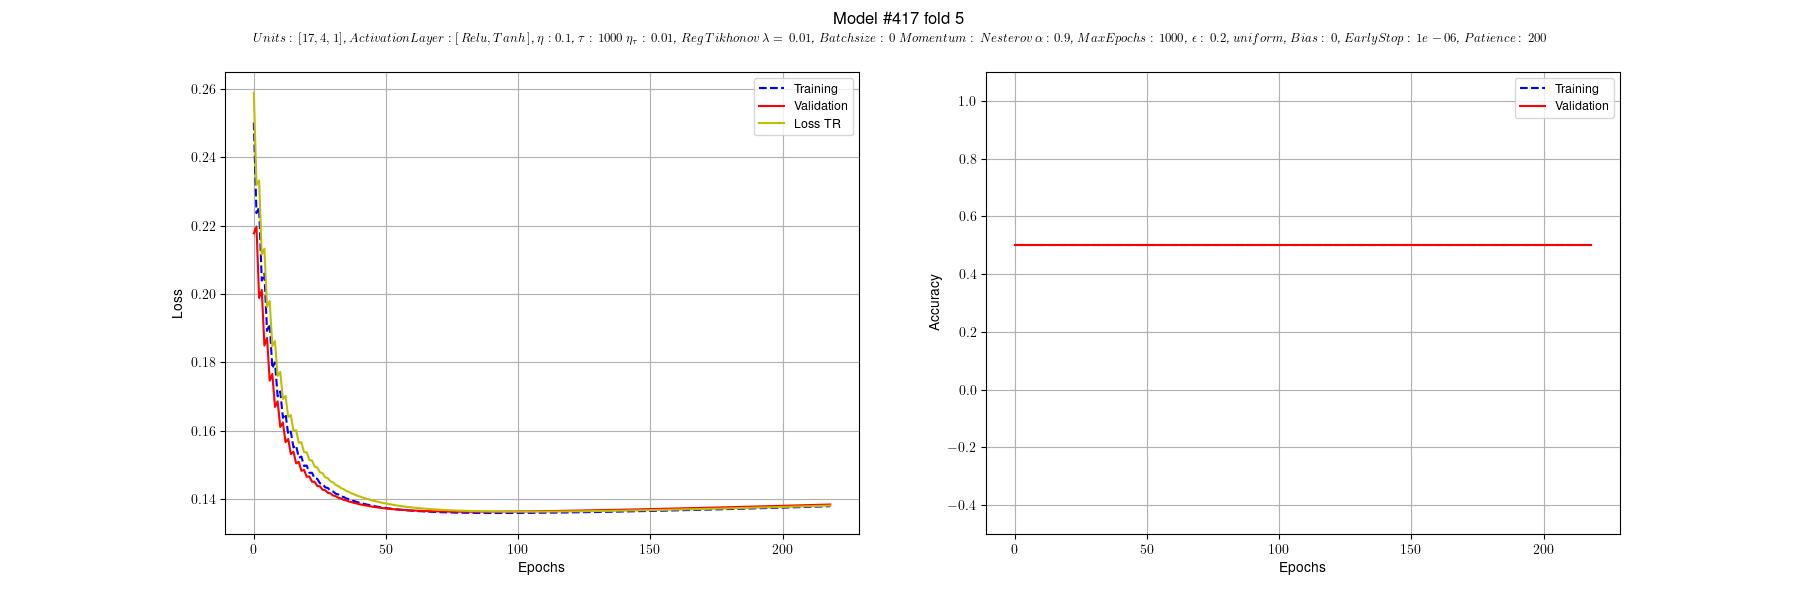 Model #417 fold 5
Units : [17, 4, 1], ActivationLayer : [ Relu, Tanh], η : 0.1, τ : 1000 ητ : 0.01, RegTikhonov λ = 0.01, Batchsize : 0 Momentum : Nesterov α : 0.9, MaxEpochs : 1000, ϵ : 0.2, uniform, Bias : 0, EarlyStop : 1e − 06, Patience : 200
0.26
0.24
0.22
0.20
0.18
0.16
0.14
Loss
Training
Validation
Loss TR
0
50
100
150
200
Epochs
1.0
0.8
0.6
0.4
0.2
0.0
−0.2
−0.4
Accuracy
Training
Validation
0
50
100
150
200
Epochs